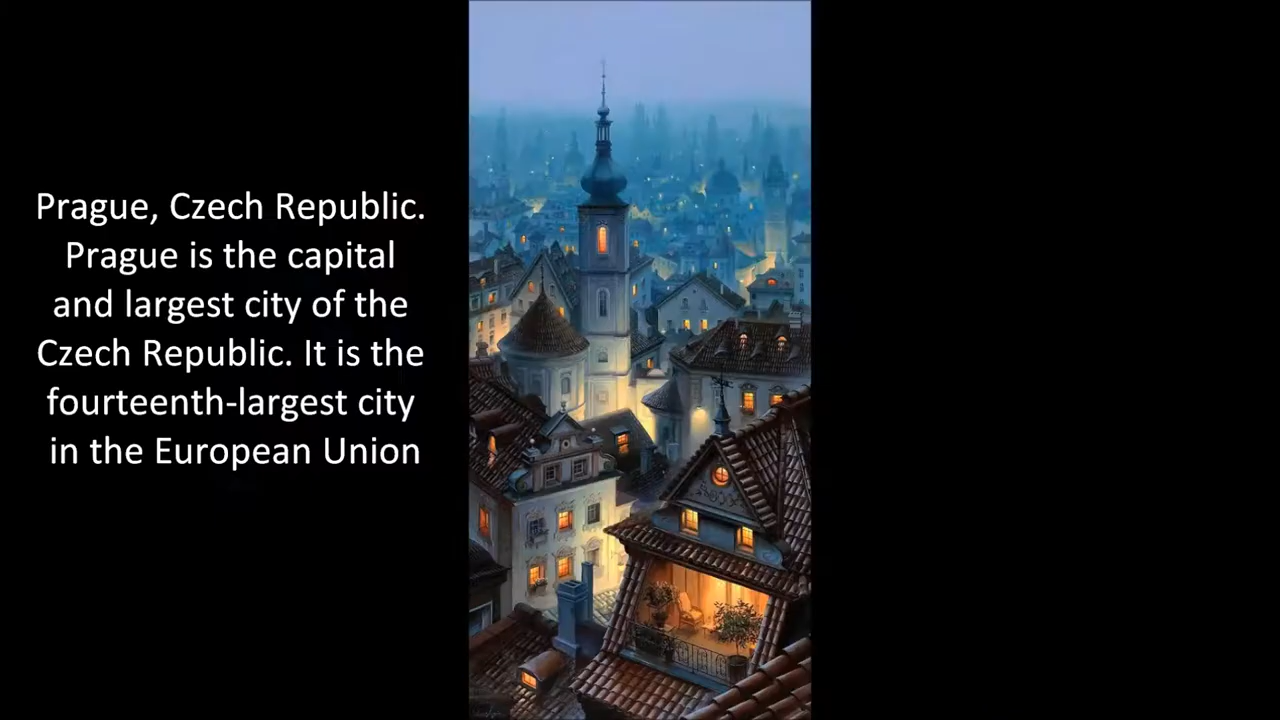 Prague, Czech Republic.
Prague is the capital
and largest city of the
Czech Republic. It is the
fourteenth-largest city
in the European Union